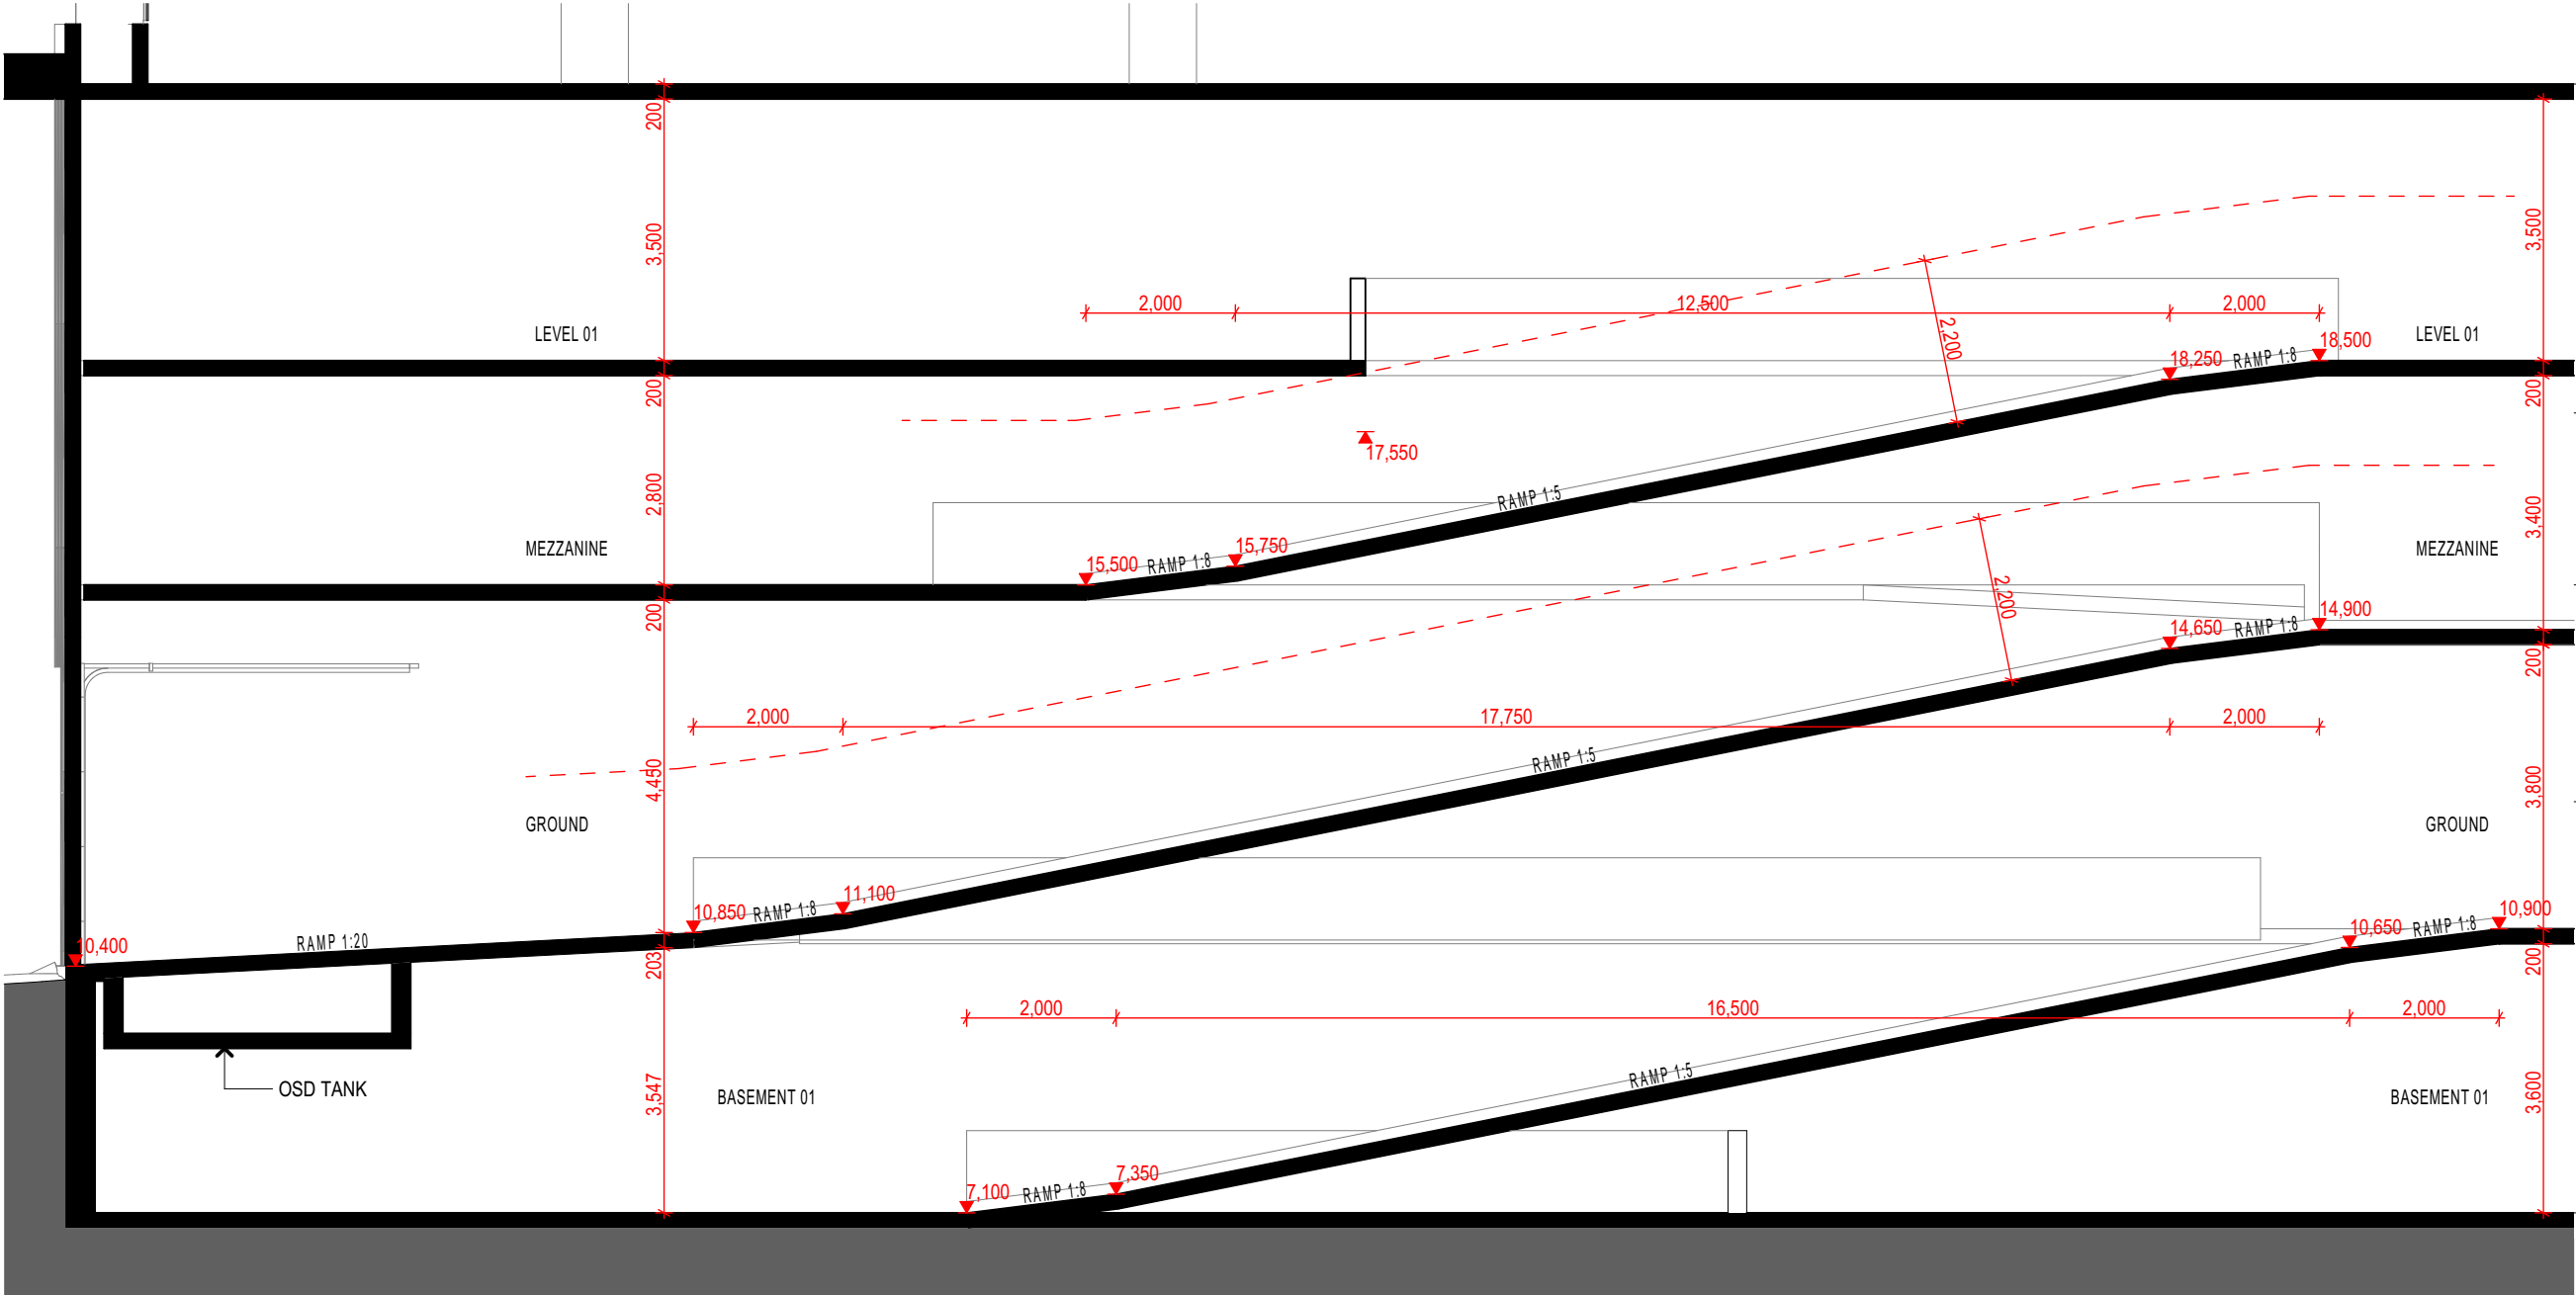 200
3,500
3,500
2,000
12,500
2,000
2,200
LEVEL 01
18,500
LEVEL 01
18,250
RAMP 1:8
200
200
17,550
2,800
RAMP 1:5
3,400
MEZZANINE
15,750
MEZZANINE
15,500
RAMP 1:8
200
2,200
14,900
14,650
RAMP 1:8
200
2,000
17,750
2,000
RAMP 1:5
4,450
3,800
GROUND
GROUND
11,100
10,850
RAMP 1:8
10,900
10,400
RAMP 1:20
10,650
RAMP 1:8
203
200
2,000
16,500
2,000
RAMP 1:5
OSD TANK
3,547
BASEMENT 01
BASEMENT 01
3,600
7,350
7,100
RAMP 1:8